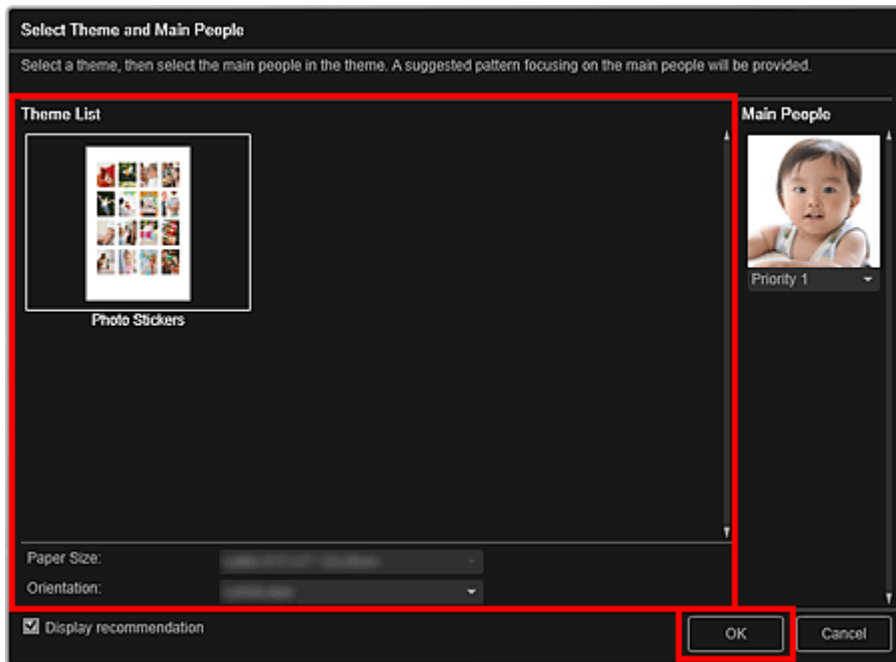 Select Theme and Main People
Select a theme, then select the main people in the theme. A suggested pattern focusing on the main people will be provided.
Theme List
Main People
Photo Stickers
Priority 1
Paper Size:
Orientation:
Display recommendation
OK
Cancel